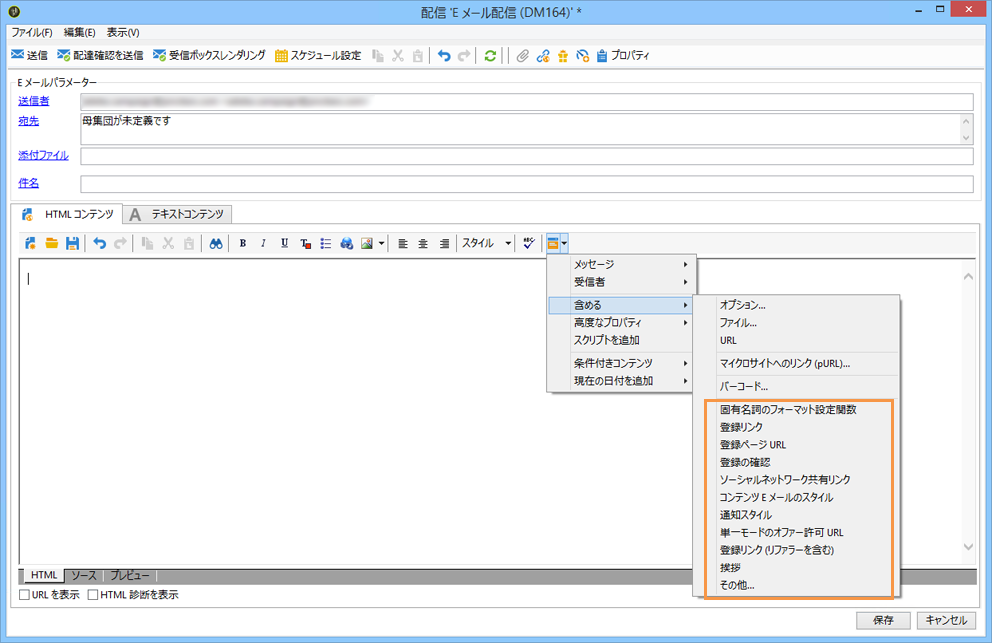 配信 'E メール配信 (DM164)' *
ファイル(F) 編集(E) 表示(V)
送信 配達確認を送信 受信ボックスレンダリング スケジュール設定 プロパティ
E メールパラメーター
送信者
宛先 母集団が未定義です
添付ファイル
件名
HTML コンテンツ A テキストコンテンツ
B I U T スタイル ABC
メッセージ
受信者
含める
高度なプロパティ
スクリプトを追加
条件付きコンテンツ
現在の日付を追加
オプション...
ファイル...
URL
マイクロサイトへのリンク (pURL)...
バーコード...
固有名詞のフォーマット設定関数
登録リンク
登録ページ URL
登録の確認
ソーシャルネットワーク共有リンク
コンテンツ E メールのスタイル
通知スタイル
単一モードのオファー許可 URL
登録リンク (リファラーを含む)
挨拶
その他...
HTML ソース プレビュー
URL を表示 HTML 診断を表示
保存 キャンセル